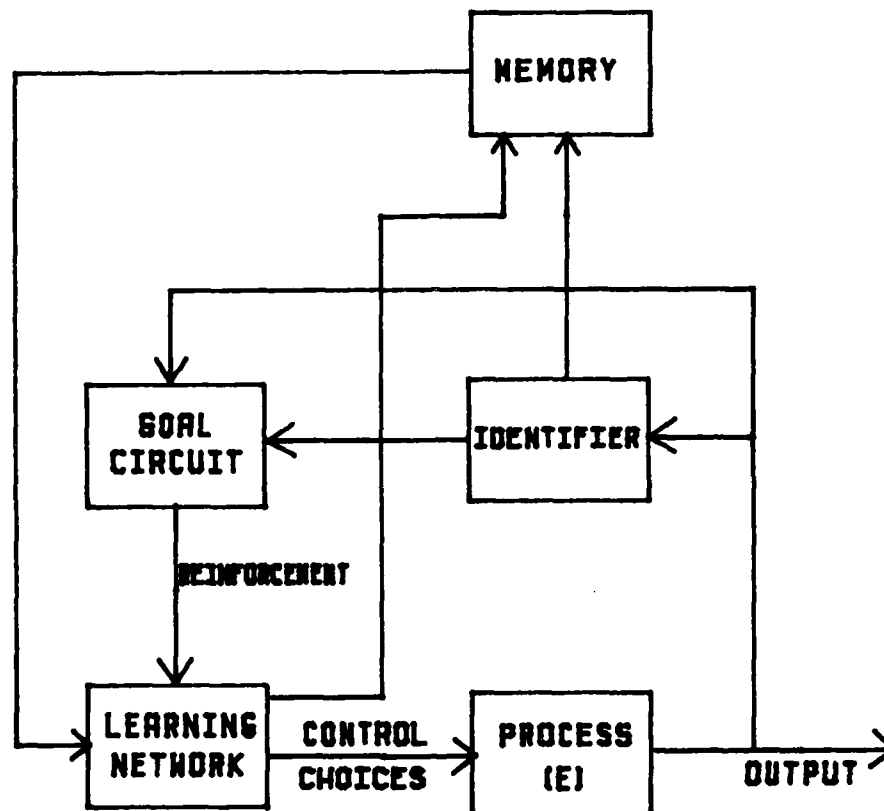 MEMORY
GOAL
CIRCUIT
IDENTIFIER
REINFORCEMENT
LEARNING
NETWORK
CONTROL
CHOICES
PROCESS
(E)
OUTPUT